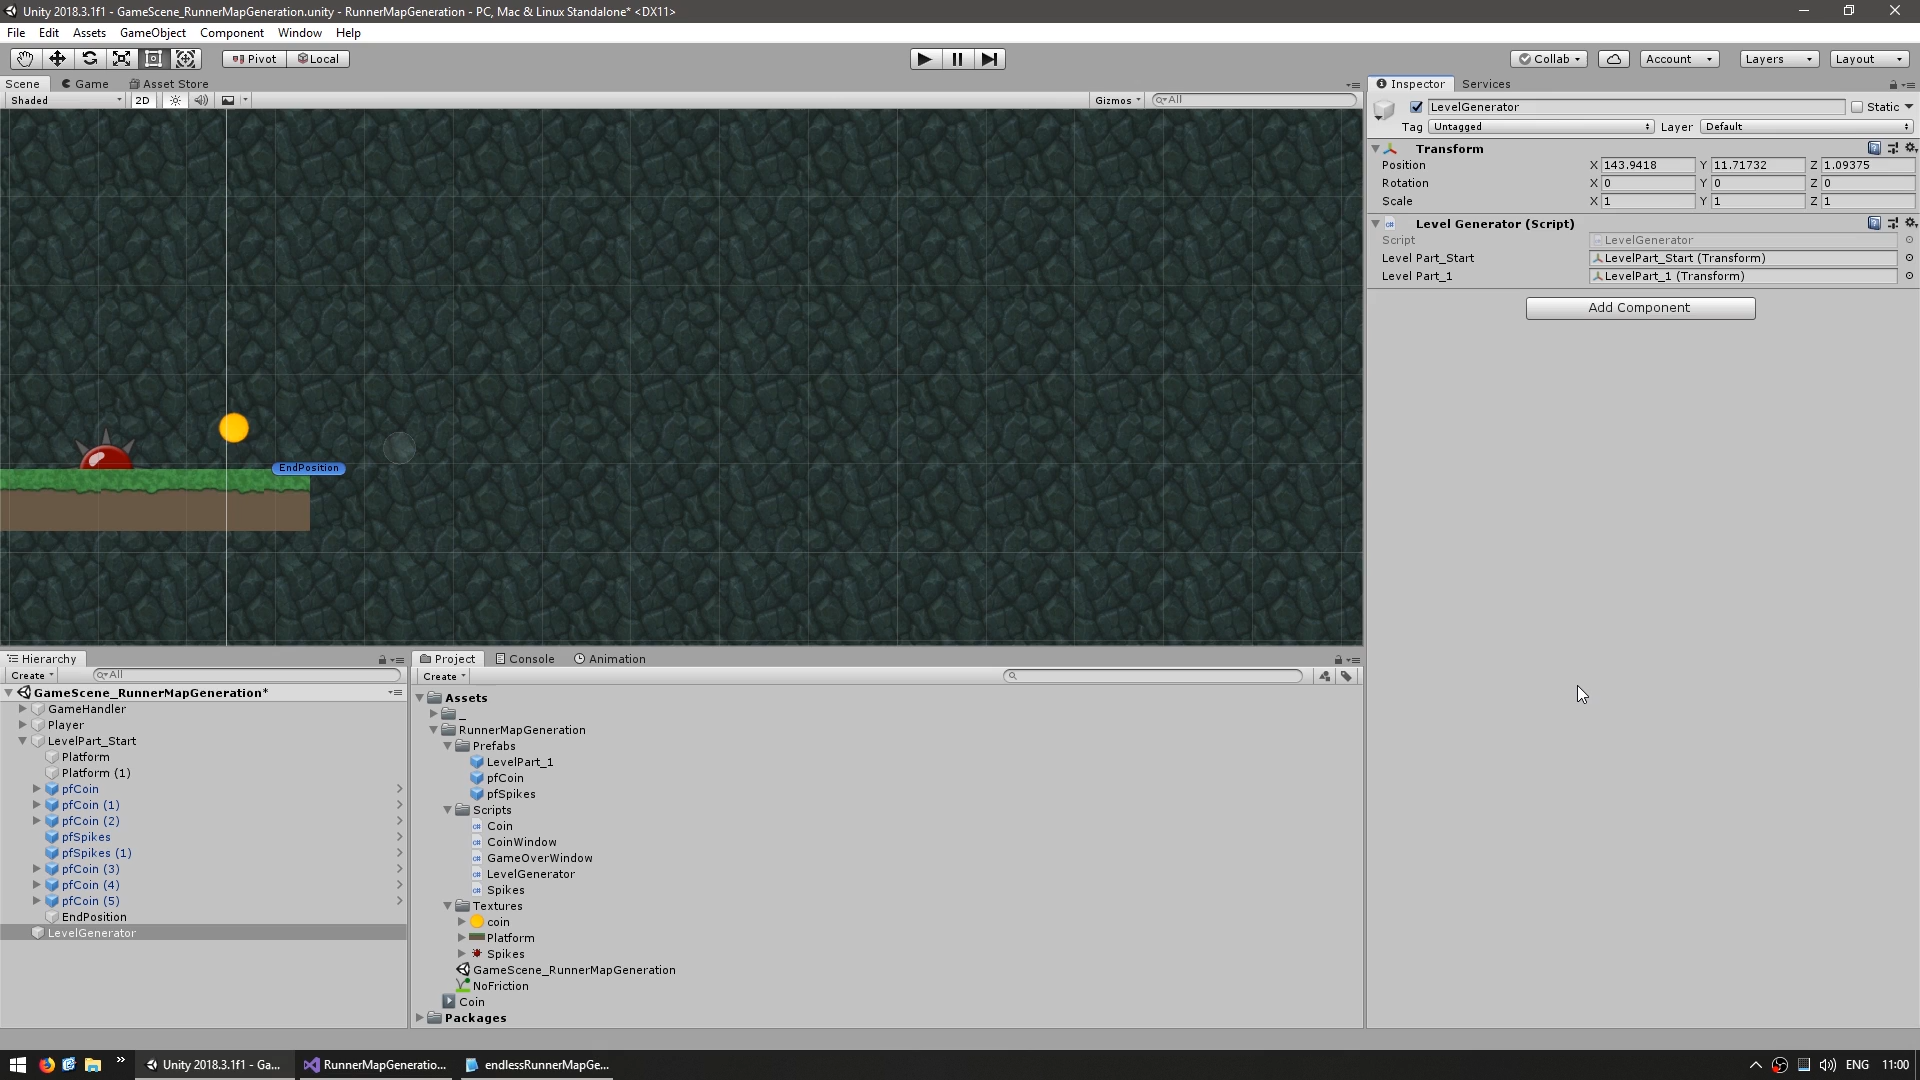 Unity 2018.3.1f1 - GameScene_RunnerMapGeneration.unity - RunnerMapGeneration - PC, Mac & Linux Standalone* <DX11>
File Edit Assets GameObject Component Window Help
Pivot Local Collab Account Layers Layout
Scene Game Asset Store
Shaded 2D Gizmos All
EndPosition
Inspector Services
LevelGenerator Static
Tag Untagged Layer Default
Transform
Position X 143.9418 Y 11.71732 Z 1.09375
Rotation X 0 Y 0 Z 0
Scale X 1 Y 1 Z 1
Level Generator (Script)
Script LevelGenerator
Level Part_Start LevelPart_Start (Transform)
Level Part_1 LevelPart_1 (Transform)
Add Component
Hierarchy
Create All
GameScene_RunnerMapGeneration*
GameHandler
Player
LevelPart_Start
Platform
Platform (1)
pfCoin
pfCoin (1)
pfCoin (2)
pfSpikes
pfSpikes (1)
pfCoin (3)
pfCoin (4)
pfCoin (5)
EndPosition
LevelGenerator
Project Console Animation
Create
Assets
_
RunnerMapGeneration
Prefabs
LevelPart_1
pfCoin
pfSpikes
Scripts
Coin
CoinWindow
GameOverWindow
LevelGenerator
Spikes
Textures
coin
Platform
Spikes
GameScene_RunnerMapGeneration
NoFriction
Coin
Packages
Unity 2018.3.1f1 - Ga... RunnerMapGeneratio... endlessRunnerMapGe... ENG 11:00